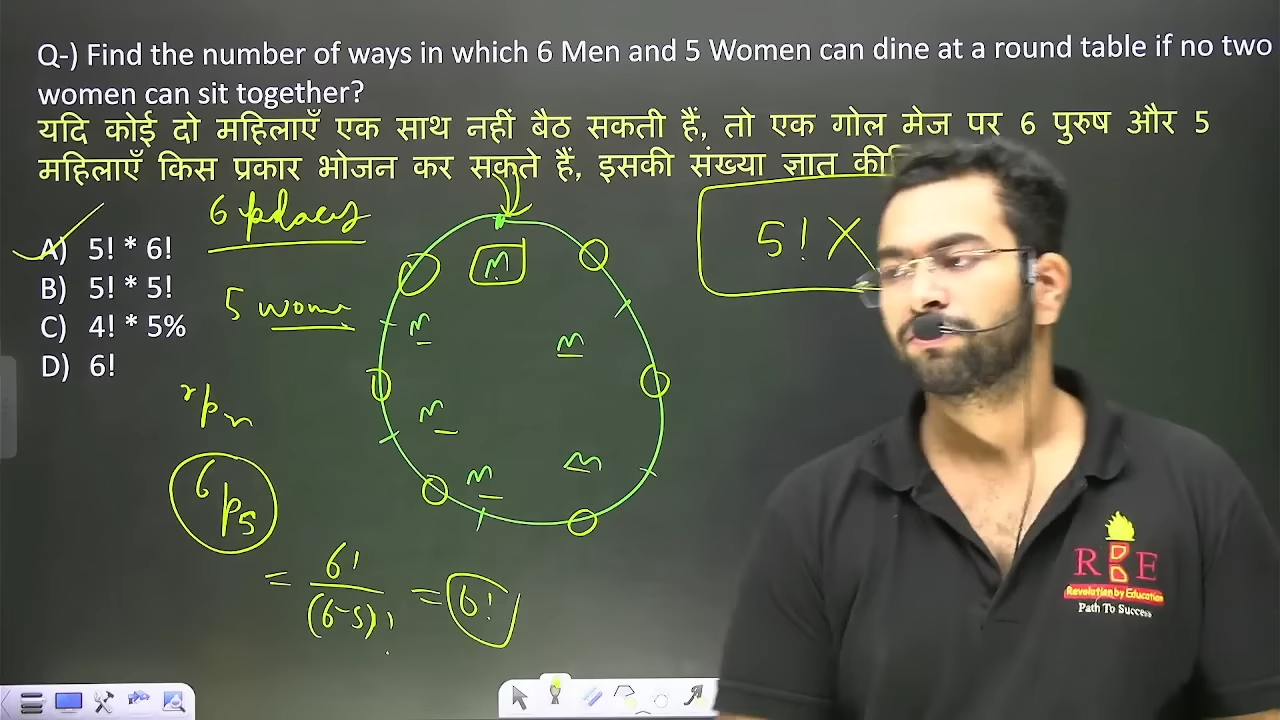 Q-) Find the number of ways in which 6 Men and 5 Women can dine at a round table if no two
women can sit together?
यदि कोई दो महिलाएँ एक साथ नहीं बैठ सकती हैं, तो एक गोल मेज पर 6 पुरुष और 5
महिलाएँ किस प्रकार भोजन कर सकते हैं, इसकी संख्या ज्ञात
6 places
A) 5! * 6!
B) 5! * 5!
C) 4! * 5%
D) 6!
5 wome
M
M
M
M
M
M
5! X
6p5
= 6! / (6-5)! = 6!
RBE
Revolution by Education
Path To Success